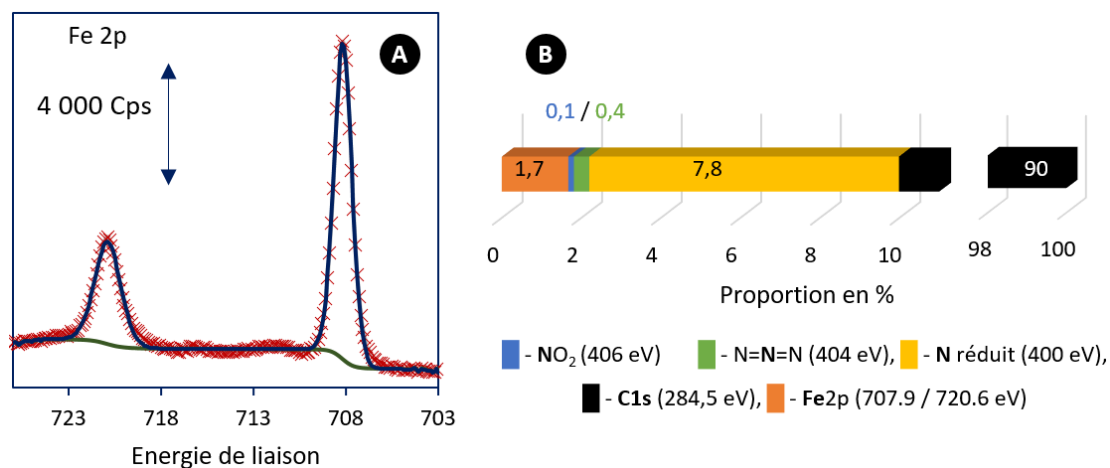 Fe 2p
A
4 000 Cps
723 718 713 708 703
Energie de liaison
B
0,1 / 0,4
1,7 7,8 90
0 2 4 6 8 10 98 100
Proportion en %
- NO₂ (406 eV) - N=N=N (404 eV), - N réduit (400 eV),
- C1s (284,5 eV), - Fe2p (707.9 / 720.6 eV)